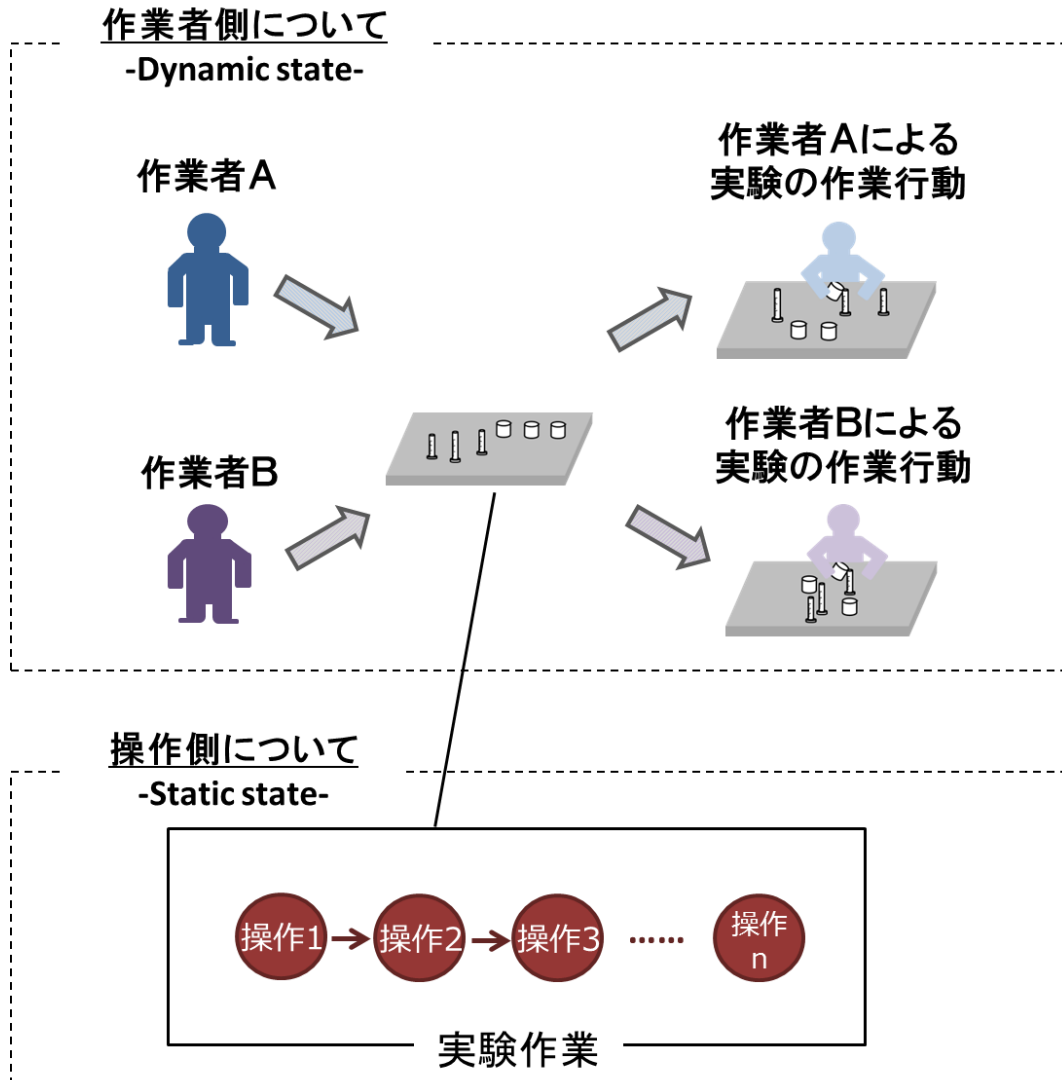 作業者側について
-Dynamic state-
作業者A
作業者Aによる
実験の作業行動
作業者B
作業者Bによる
実験の作業行動
操作側について
-Static state-
操作1
操作2
操作3
……
操作
n
実験作業